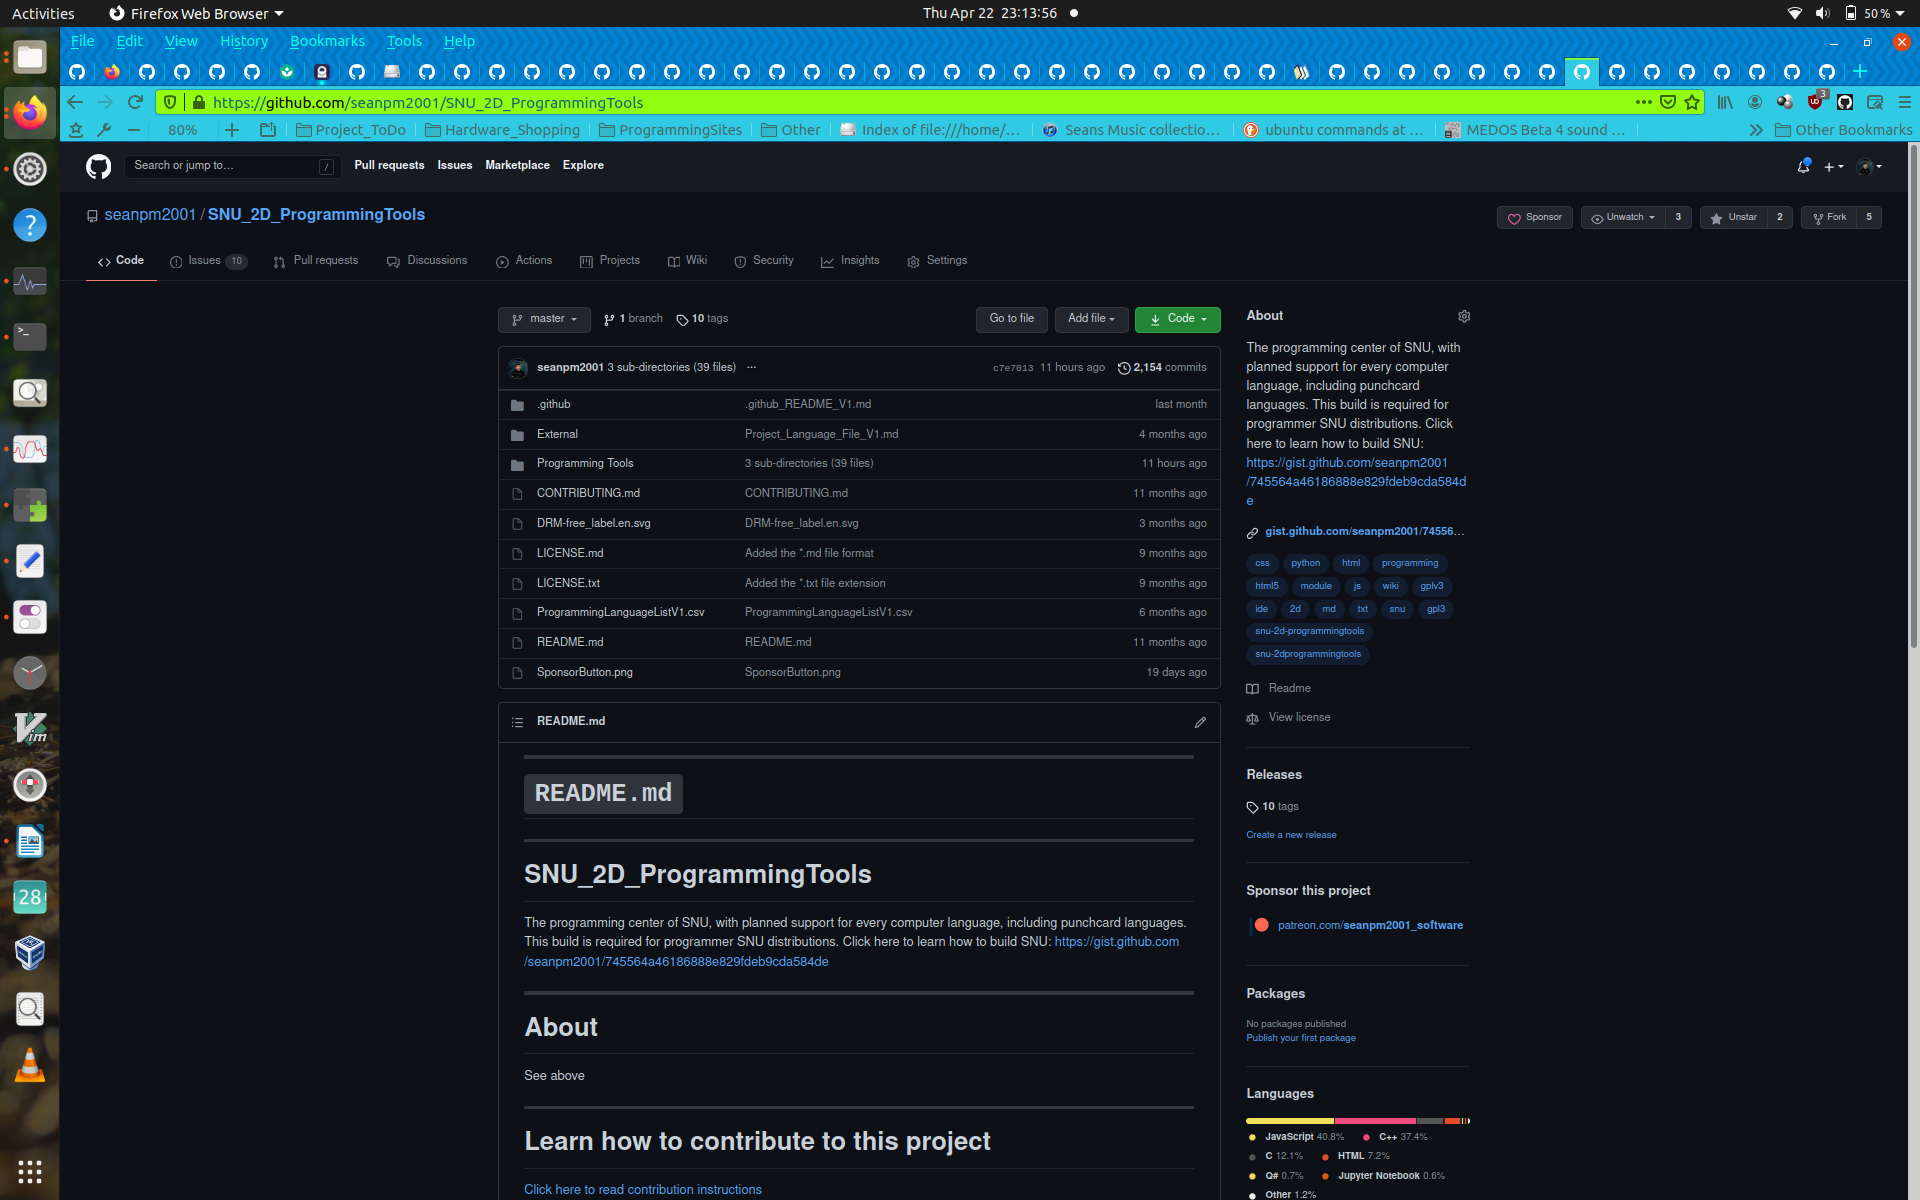 Activities
Firefox Web Browser
Thu Apr 22 23:13:56
50 %
File Edit View History Bookmarks Tools Help
https://github.com/seanpm2001/SNU_2D_ProgrammingTools
3
80%
Project_ToDo
Hardware_Shopping
ProgrammingSites
Other
Index of file:///home/...
Seans Music collectio...
ubuntu commands at ...
MEDOS Beta 4 sound ...
Other Bookmarks
Search or jump to...
/
Pull requests
Issues
Marketplace
Explore
seanpm2001 / SNU_2D_ProgrammingTools
Sponsor
Unwatch 3
Unstar 2
Fork 5
Code
Issues 10
Pull requests
Discussions
Actions
Projects
Wiki
Security
Insights
Settings
master
1 branch
10 tags
Go to file
Add file
Code
seanpm2001 3 sub-directories (39 files) ...
c7e7013 11 hours ago
2,154 commits
.github .github_README_V1.md last month
External Project_Language_File_V1.md 4 months ago
Programming Tools 3 sub-directories (39 files) 11 hours ago
CONTRIBUTING.md CONTRIBUTING.md 11 months ago
DRM-free_label.en.svg DRM-free_label.en.svg 3 months ago
LICENSE.md Added the *.md file format 9 months ago
LICENSE.txt Added the *.txt file extension 9 months ago
ProgrammingLanguageListV1.csv ProgrammingLanguageListV1.csv 6 months ago
README.md README.md 11 months ago
SponsorButton.png SponsorButton.png 19 days ago
README.md
README.md
SNU_2D_ProgrammingTools
The programming center of SNU, with planned support for every computer language, including punchcard languages.
This build is required for programmer SNU distributions. Click here to learn how to build SNU: https://gist.github.com
/seanpm2001/745564a46186888e829fdeb9cda584de
About
See above
Learn how to contribute to this project
Click here to read contribution instructions
About
The programming center of SNU, with
planned support for every computer
language, including punchcard
languages. This build is required for
programmer SNU distributions. Click
here to learn how to build SNU:
https://gist.github.com/seanpm2001
/745564a46186888e829fdeb9cda584d
e
gist.github.com/seanpm2001/74556...
css python html programming
html5 module js wiki gplv3
ide 2d md txt snu gpl3
snu-2d-programmingtools
snu-2dprogrammingtools
Readme
View license
Releases
10 tags
Create a new release
Sponsor this project
patreon.com/seanpm2001_software
Packages
No packages published
Publish your first package
Languages
JavaScript 40.8% C++ 37.4%
C 12.1% HTML 7.2%
Q# 0.7% Jupyter Notebook 0.6%
Other 1.2%
28
Vim